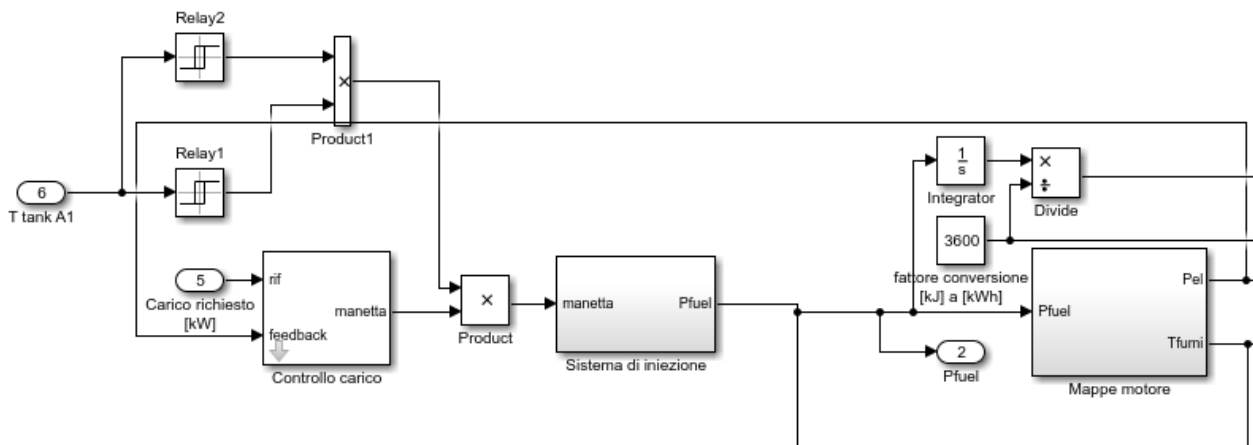 Relay2
×
Product1
Relay1
6
T tank A1
5
Carico richiesto
[kW]
rif
feedback
manetta
Controllo carico
×
Product
manetta
Pfuel
Sistema di iniezione
1
s
Integrator
×
÷
Divide
3600
fattore conversione
[kJ] a [kWh]
2
Pfuel
Pfuel
Pel
Tfumi
Mappe motore